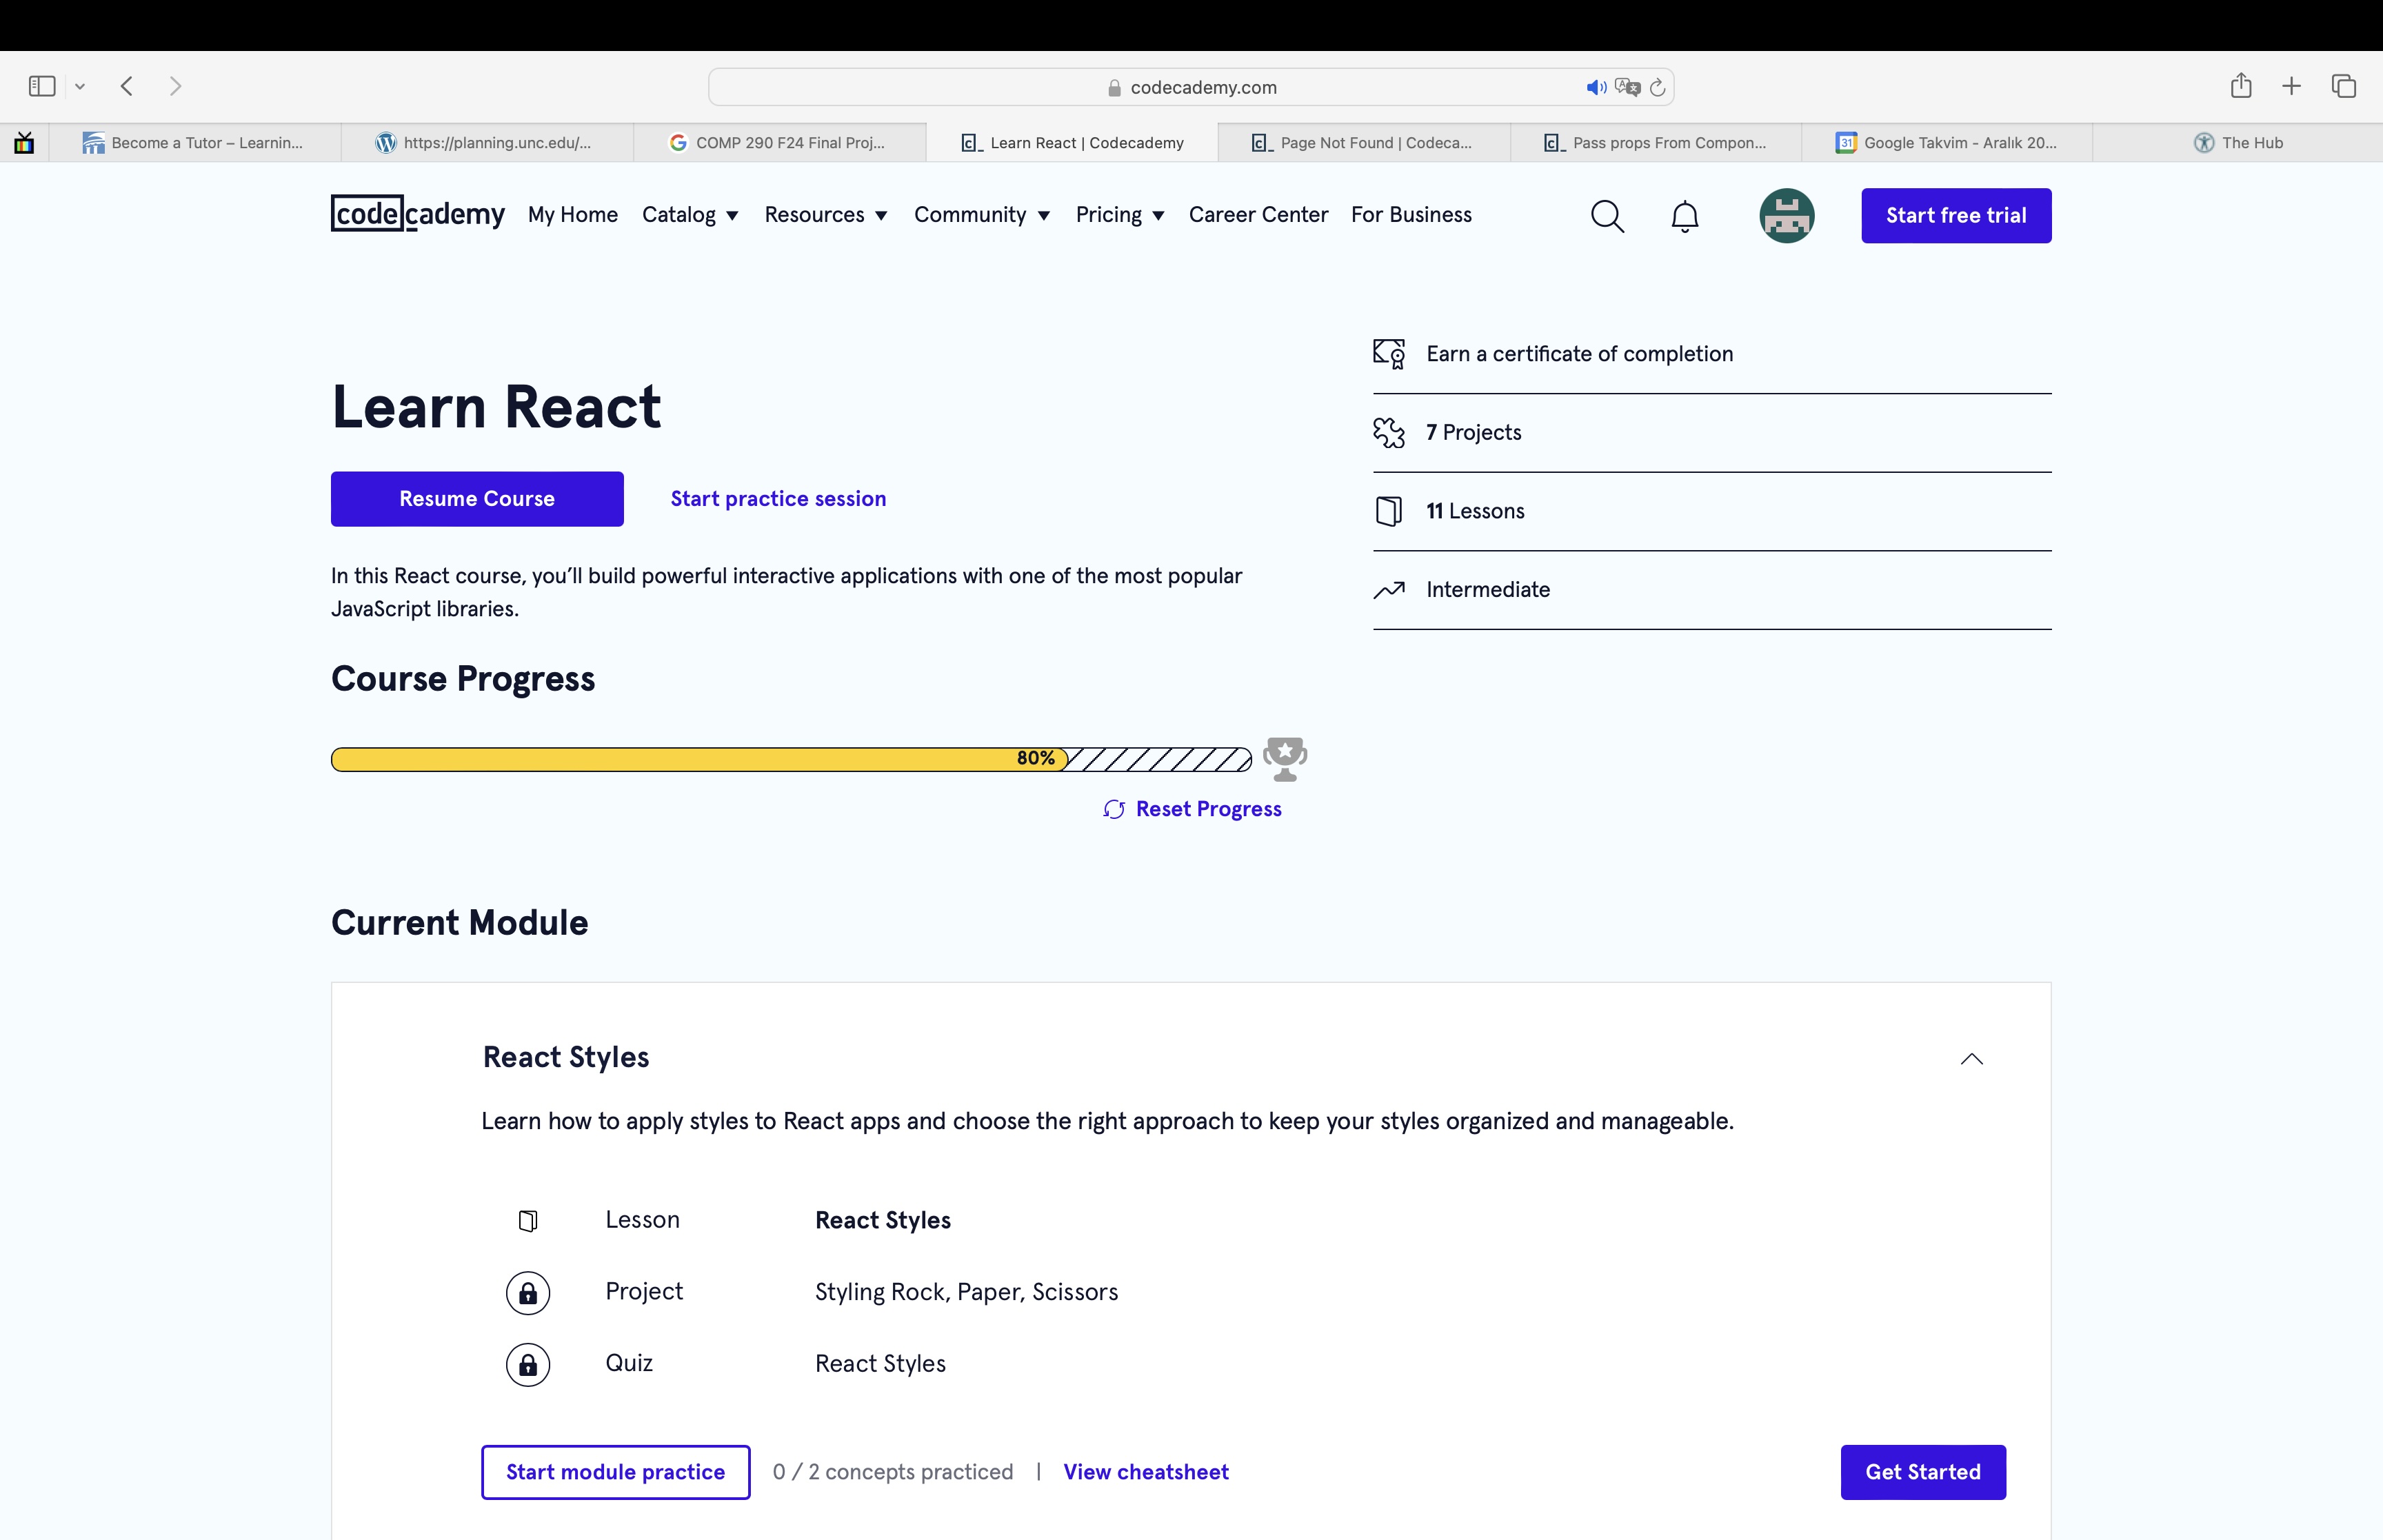 codecademy.com
Become a Tutor – Learnin...
https://planning.unc.edu/...
COMP 290 F24 Final Proj...
Learn React | Codecademy
Page Not Found | Codeca...
Pass props From Compon...
31
Google Takvim - Aralık 20...
The Hub
codecademy
My Home
Catalog
Resources
Community
Pricing
Career Center
For Business
Start free trial
Earn a certificate of completion
Learn React
7 Projects
Resume Course
Start practice session
11 Lessons
In this React course, you’ll build powerful interactive applications with one of the most popular
JavaScript libraries.
Intermediate
Course Progress
80%
Reset Progress
Current Module
React Styles
Learn how to apply styles to React apps and choose the right approach to keep your styles organized and manageable.
Lesson React Styles
Project Styling Rock, Paper, Scissors
Quiz React Styles
Start module practice
0 / 2 concepts practiced | View cheatsheet
Get Started